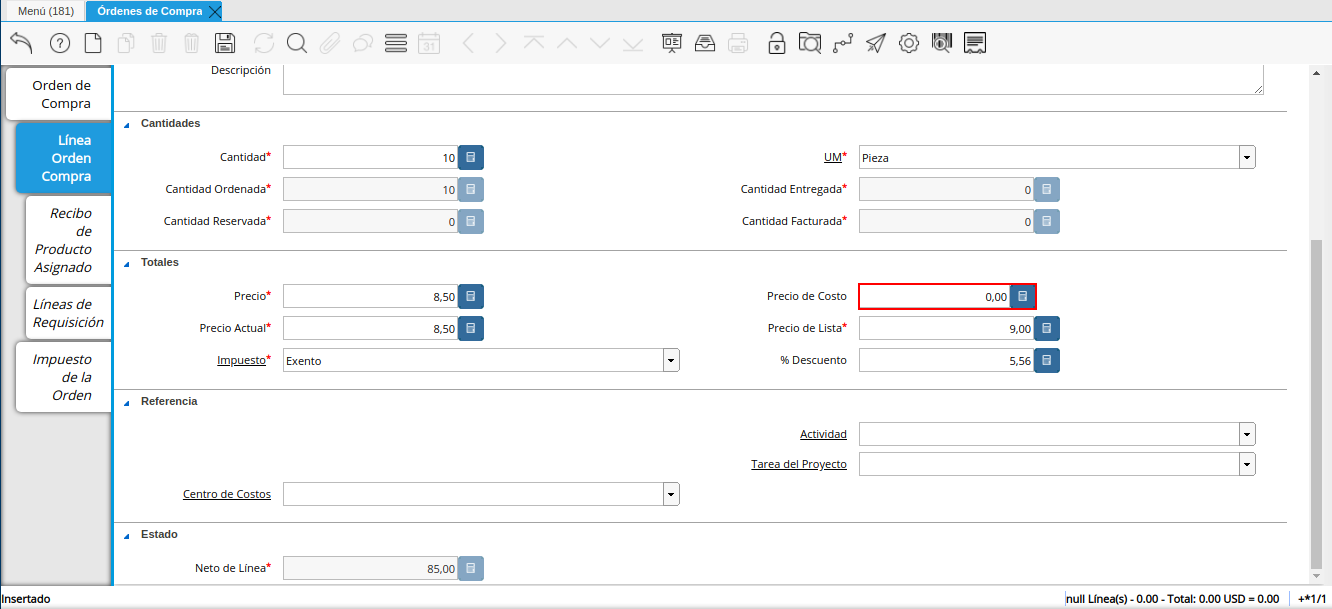 Menú (181)
Órdenes de Compra
31
Orden de
Compra
Línea
Orden
Compra
Recibo
de
Producto
Asignado
Líneas de
Requisición
Impuesto
de la
Orden
Descripción
Cantidades
Cantidad* 10
UM* Pieza
Cantidad Ordenada* 10
Cantidad Entregada* 0
Cantidad Reservada* 0
Cantidad Facturada* 0
Totales
Precio* 8,50
Precio de Costo 0,00
Precio Actual* 8,50
Precio de Lista* 9,00
Impuesto* Exento
% Descuento 5,56
Referencia
Actividad
Tarea del Proyecto
Centro de Costos
Estado
Neto de Línea* 85,00
Insertado
null Línea(s) - 0.00 - Total: 0.00 USD = 0.00
+*1/1